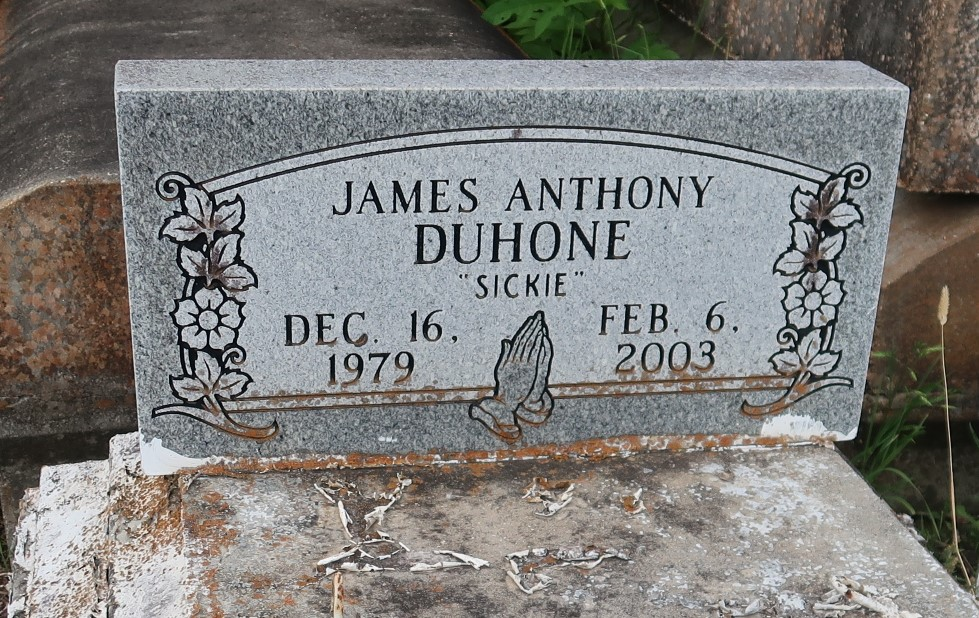 JAMES ANTHONY
DUHONE
"SICKIE"
DEC. 16,
1979
FEB. 6,
2003